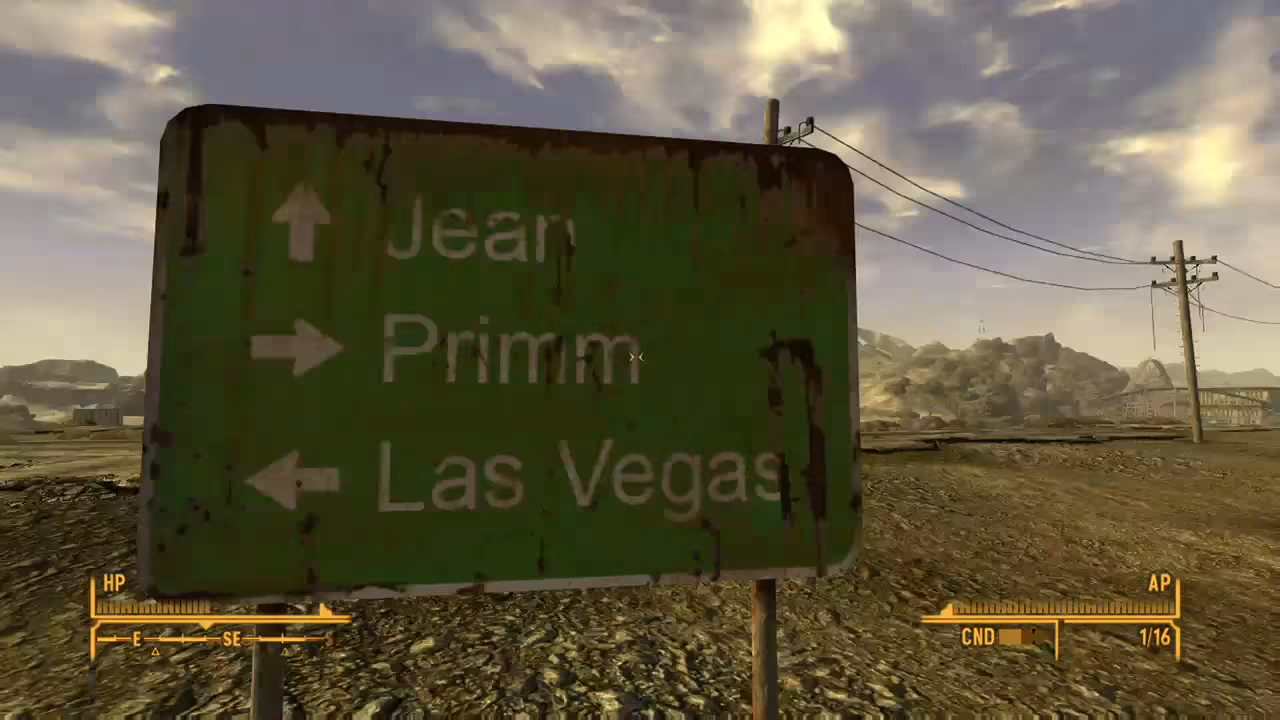 Jean
Primm
Las Vegas
HP
E SE
AP
CND 1/16